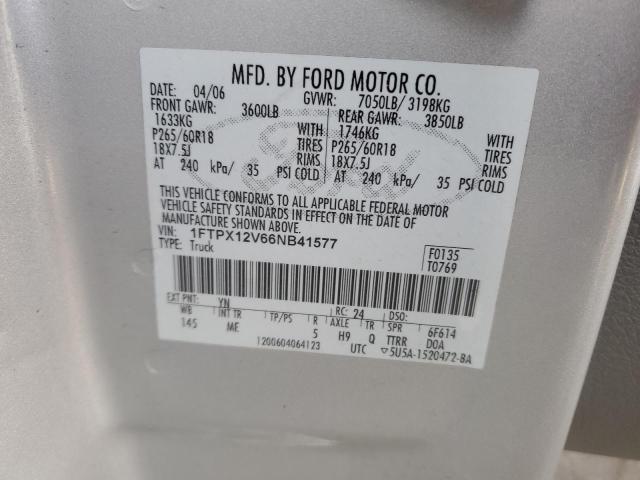 MFD. BY FORD MOTOR CO.
DATE: 04/06 GVWR: 7050LB/ 3198KG
FRONT GAWR: 3600LB REAR GAWR: 3850LB
1633KG WITH 1746KG WITH
P265/60R18 TIRES P265/60R18 TIRES
18X7.5J RIMS 18X7.5J RIMS
AT 240 kPa/ 35 PSI COLD AT 240 kPa/ 35 PSI COLD
THIS VEHICLE CONFORMS TO ALL APPLICABLE FEDERAL MOTOR
VEHICLE SAFETY STANDARDS IN EFFECT ON THE DATE OF
MANUFACTURE SHOWN ABOVE.
VIN: 1FTPX12V66NB41577
TYPE: Truck
F0135
T0769
EXT PNT: YN RC: 24 DSO:
WB INT TR TP/PS R AXLE TR SPR 6F614
145 ME 5 H9 Q TTRR DOA
1200604064123 UTC ▽5U5A-1520472-BA
Ford